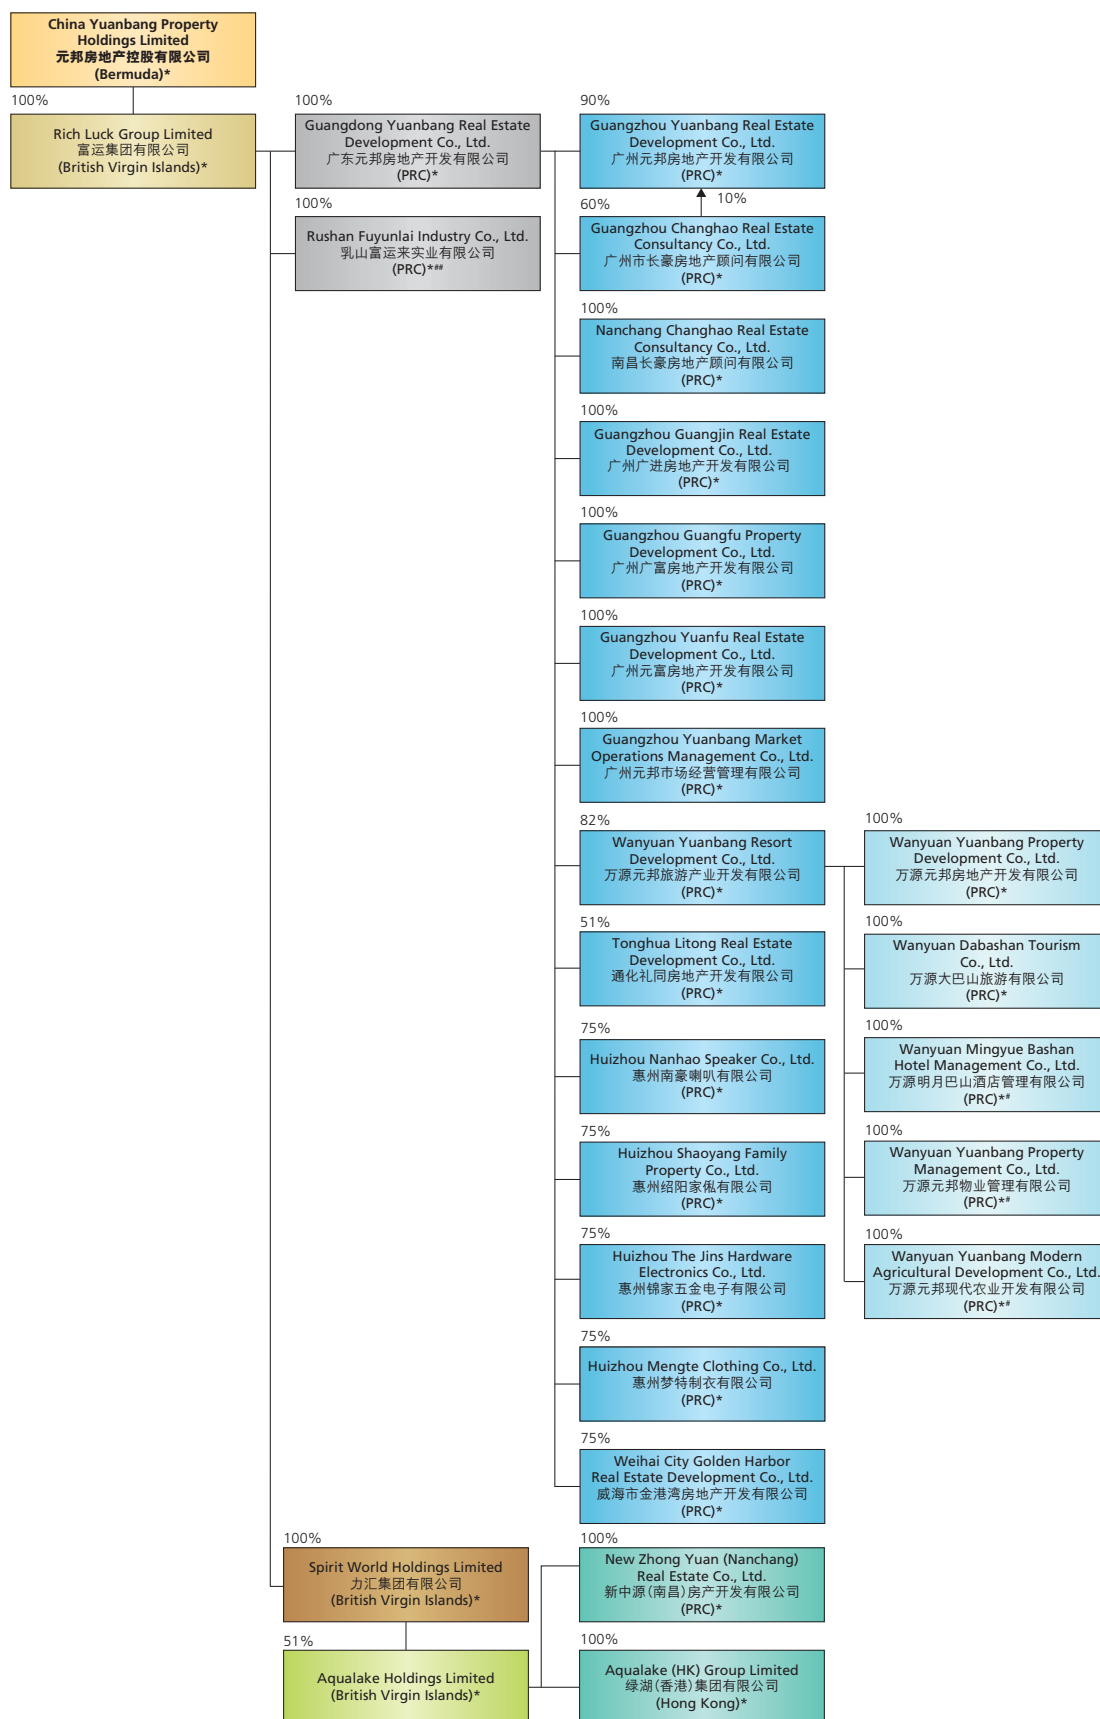 China Yuanbang Property
Holdings Limited
元邦房地产控股有限公司
(Bermuda)*
100%
Rich Luck Group Limited
富运集团有限公司
(British Virgin Islands)*
100%
Guangdong Yuanbang Real Estate
Development Co., Ltd.
广东元邦房地产开发有限公司
(PRC)*
100%
Rushan Fuyunlai Industry Co., Ltd.
乳山富运来实业有限公司
(PRC)*##
90%
Guangzhou Yuanbang Real Estate
Development Co., Ltd.
广州元邦房地产开发有限公司
(PRC)*
10%
60%
Guangzhou Changhao Real Estate
Consultancy Co., Ltd.
广州市长豪房地产顾问有限公司
(PRC)*
100%
Nanchang Changhao Real Estate
Consultancy Co., Ltd.
南昌长豪房地产顾问有限公司
(PRC)*
100%
Guangzhou Guangjin Real Estate
Development Co., Ltd.
广州广进房地产开发有限公司
(PRC)*
100%
Guangzhou Guangfu Property
Development Co., Ltd.
广州广富房地产开发有限公司
(PRC)*
100%
Guangzhou Yuanfu Real Estate
Development Co., Ltd.
广州元富房地产开发有限公司
(PRC)*
100%
Guangzhou Yuanbang Market
Operations Management Co., Ltd.
广州元邦市场经营管理有限公司
(PRC)*
82%
Wanyuan Yuanbang Resort
Development Co., Ltd.
万源元邦旅游产业开发有限公司
(PRC)*
51%
Tonghua Litong Real Estate
Development Co., Ltd.
通化礼同房地产开发有限公司
(PRC)*
75%
Huizhou Nanhao Speaker Co., Ltd.
惠州南豪喇叭有限公司
(PRC)*
75%
Huizhou Shaoyang Family
Property Co., Ltd.
惠州绍阳家俬有限公司
(PRC)*
75%
Huizhou The Jins Hardware
Electronics Co., Ltd.
惠州锦家五金电子有限公司
(PRC)*
75%
Huizhou Mengte Clothing Co., Ltd.
惠州梦特制衣有限公司
(PRC)*
75%
Weihai City Golden Harbor
Real Estate Development Co., Ltd.
威海市金港湾房地产开发有限公司
(PRC)*
100%
Wanyuan Yuanbang Property
Development Co., Ltd.
万源元邦房地产开发有限公司
(PRC)*
100%
Wanyuan Dabashan Tourism
Co., Ltd.
万源大巴山旅游有限公司
(PRC)*
100%
Wanyuan Mingyue Bashan
Hotel Management Co., Ltd.
万源明月巴山酒店管理有限公司
(PRC)*#
100%
Wanyuan Yuanbang Property
Management Co., Ltd.
万源元邦物业管理有限公司
(PRC)*#
100%
Wanyuan Yuanbang Modern
Agricultural Development Co., Ltd.
万源元邦现代农业开发有限公司
(PRC)*#
100%
Spirit World Holdings Limited
力汇集团有限公司
(British Virgin Islands)*
51%
Aqualake Holdings Limited
(British Virgin Islands)*
100%
New Zhong Yuan (Nanchang)
Real Estate Co., Ltd.
新中源(南昌)房产开发有限公司
(PRC)*
100%
Aqualake (HK) Group Limited
绿湖(香港)集团有限公司
(Hong Kong)*